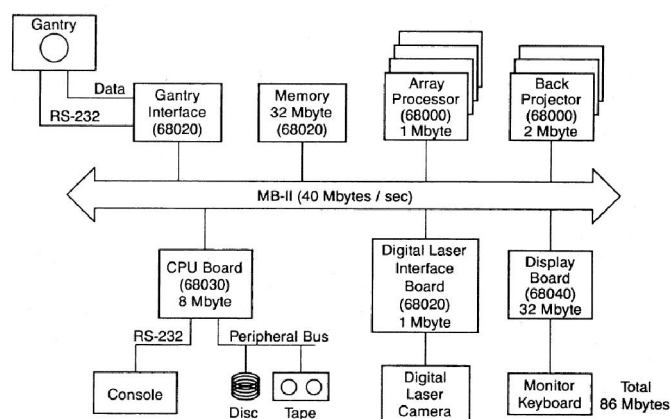 Gantry
Data
RS-232
Gantry
Interface
(68020)
Memory
32 Mbyte
(68020)
Array
Processor
(68000)
1 Mbyte
Back
Projector
(68000)
2 Mbyte
MB-II (40 Mbytes / sec)
CPU Board
(68030)
8 Mbyte
Digital Laser
Interface
Board
(68020)
1 Mbyte
Display
Board
(68040)
32 Mbyte
RS-232
Peripheral Bus
Console
Disc
Tape
Digital
Laser
Camera
Monitor
Keyboard
Total
86 Mbytes